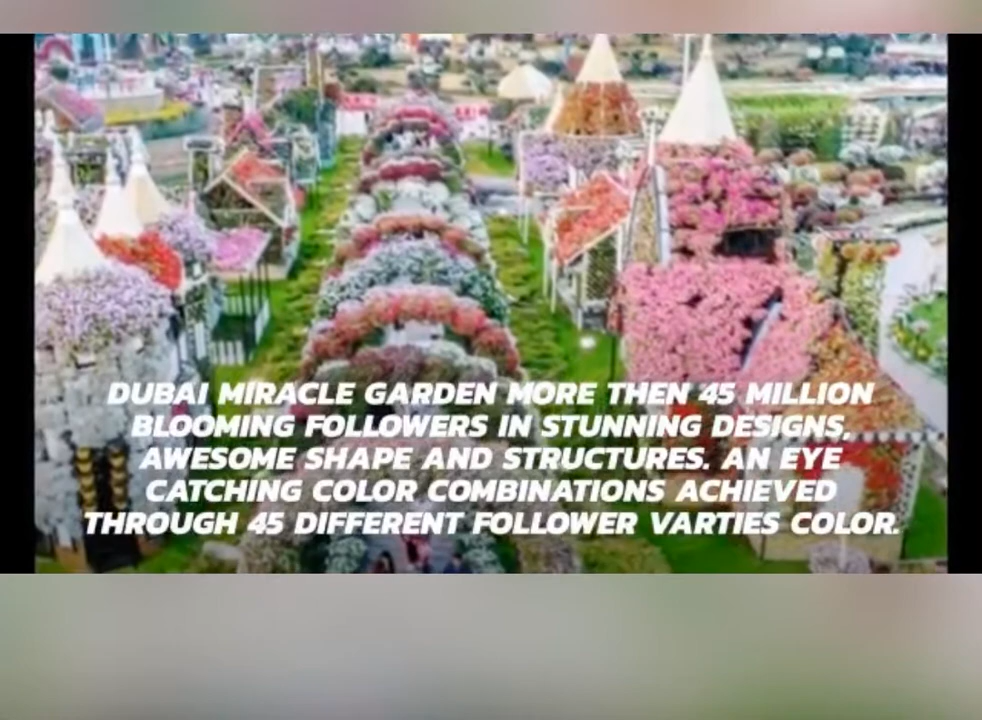 DUBAI MIRACLE GARDEN MORE THEN 45 MILLION
BLOOMING FOLLOWERS IN STUNNING DESIGNS,
AWESOME SHAPE AND STRUCTURES. AN EYE
CATCHING COLOR COMBINATIONS ACHIEVED
THROUGH 45 DIFFERENT FOLLOWER VARTIES COLOR.